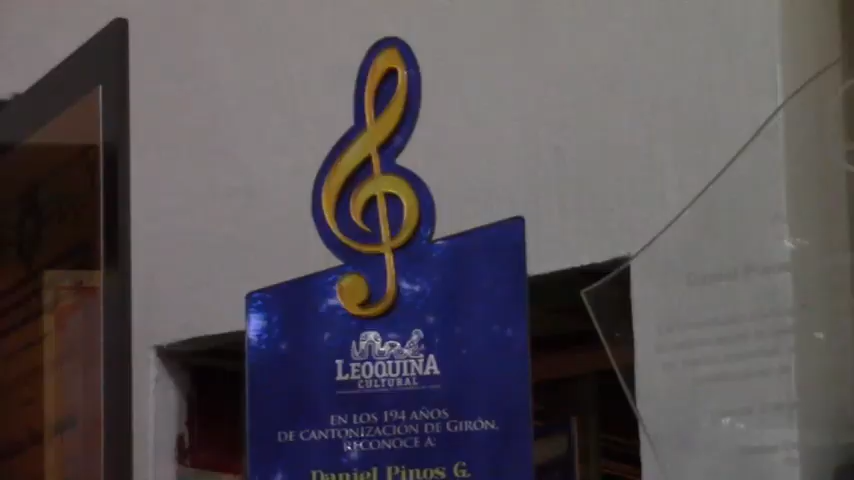 LEOQUINA
CULTURAL
EN LOS 194 AÑOS
DE CANTONIZACIÓN DE GIRÓN,
RECONOCE A:
Daniel Pinos G.